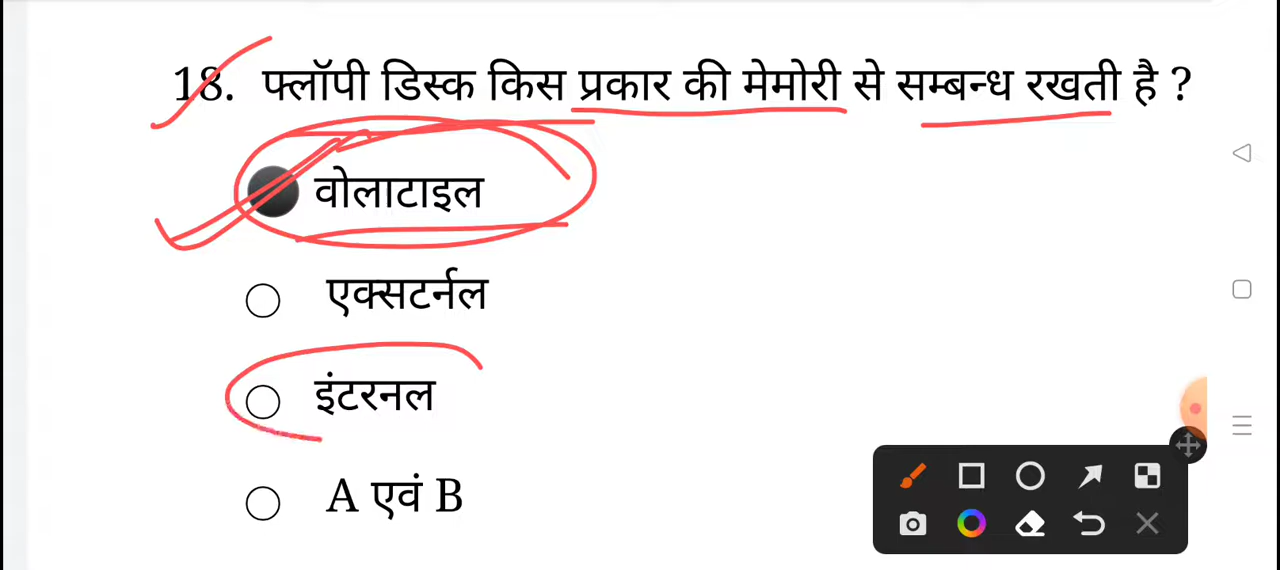 18. फ्लॉपी डिस्क किस प्रकार की मेमोरी से सम्बन्ध रखती है ?
वोलाटाइल
एक्सटर्नल
इंटरनल
A एवं B